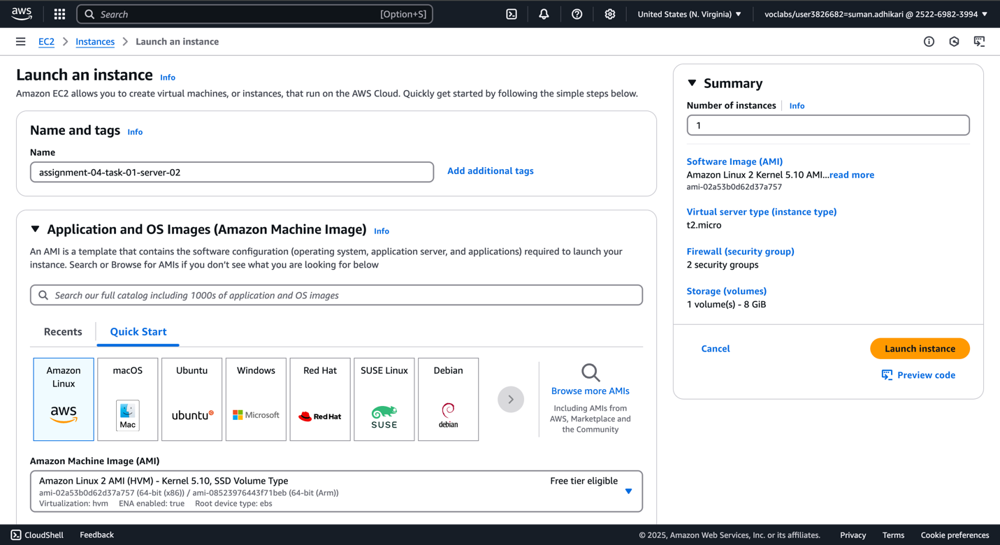 aws
Search [Option+S]
United States (N. Virginia)
voclabs/user3826682=suman.adhikari @ 2522-6982-3994
EC2
Instances
Launch an instance
Launch an instance Info
Amazon EC2 allows you to create virtual machines, or instances, that run on the AWS Cloud. Quickly get started by following the simple steps below.
Name and tags Info
Name
assignment-04-task-01-server-02
Add additional tags
Application and OS Images (Amazon Machine Image) Info
An AMI is a template that contains the software configuration (operating system, application server, and applications) required to launch your
instance. Search or Browse for AMIs if you don't see what you are looking for below
Search our full catalog including 1000s of application and OS images
Recents
Quick Start
Amazon
Linux
aws
macOS
Mac
Ubuntu
ubuntu
Windows
Microsoft
Red Hat
Red Hat
SUSE Linux
SUSE
Debian
debian
Browse more AMIs
Including AMIs from
AWS, Marketplace and
the Community
Amazon Machine Image (AMI)
Amazon Linux 2 AMI (HVM) - Kernel 5.10, SSD Volume Type
Free tier eligible
ami-02a53b0d62d37a757 (64-bit (x86)) / ami-08523976443f71beb (64-bit (Arm))
Virtualization: hvm ENA enabled: true Root device type: ebs
Summary
Number of instances Info
1
Software Image (AMI)
Amazon Linux 2 Kernel 5.10 AMI...read more
ami-02a53b0d62d37a757
Virtual server type (instance type)
t2.micro
Firewall (security group)
2 security groups
Storage (volumes)
1 volume(s) - 8 GiB
Cancel
Launch instance
Preview code
CloudShell
Feedback
© 2025, Amazon Web Services, Inc. or its affiliates.
Privacy
Terms
Cookie preferences